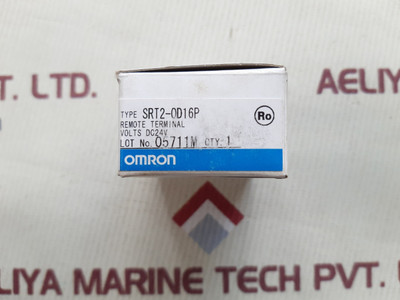 T. LTD.
AELIYA
TYPE SRT2-OD16P
REMOTE TERMINAL
VOLTS DC24V
LOT No. 05711M QTY. 1
Ro
OMRON
LIYA MARINE TECH PVT. L